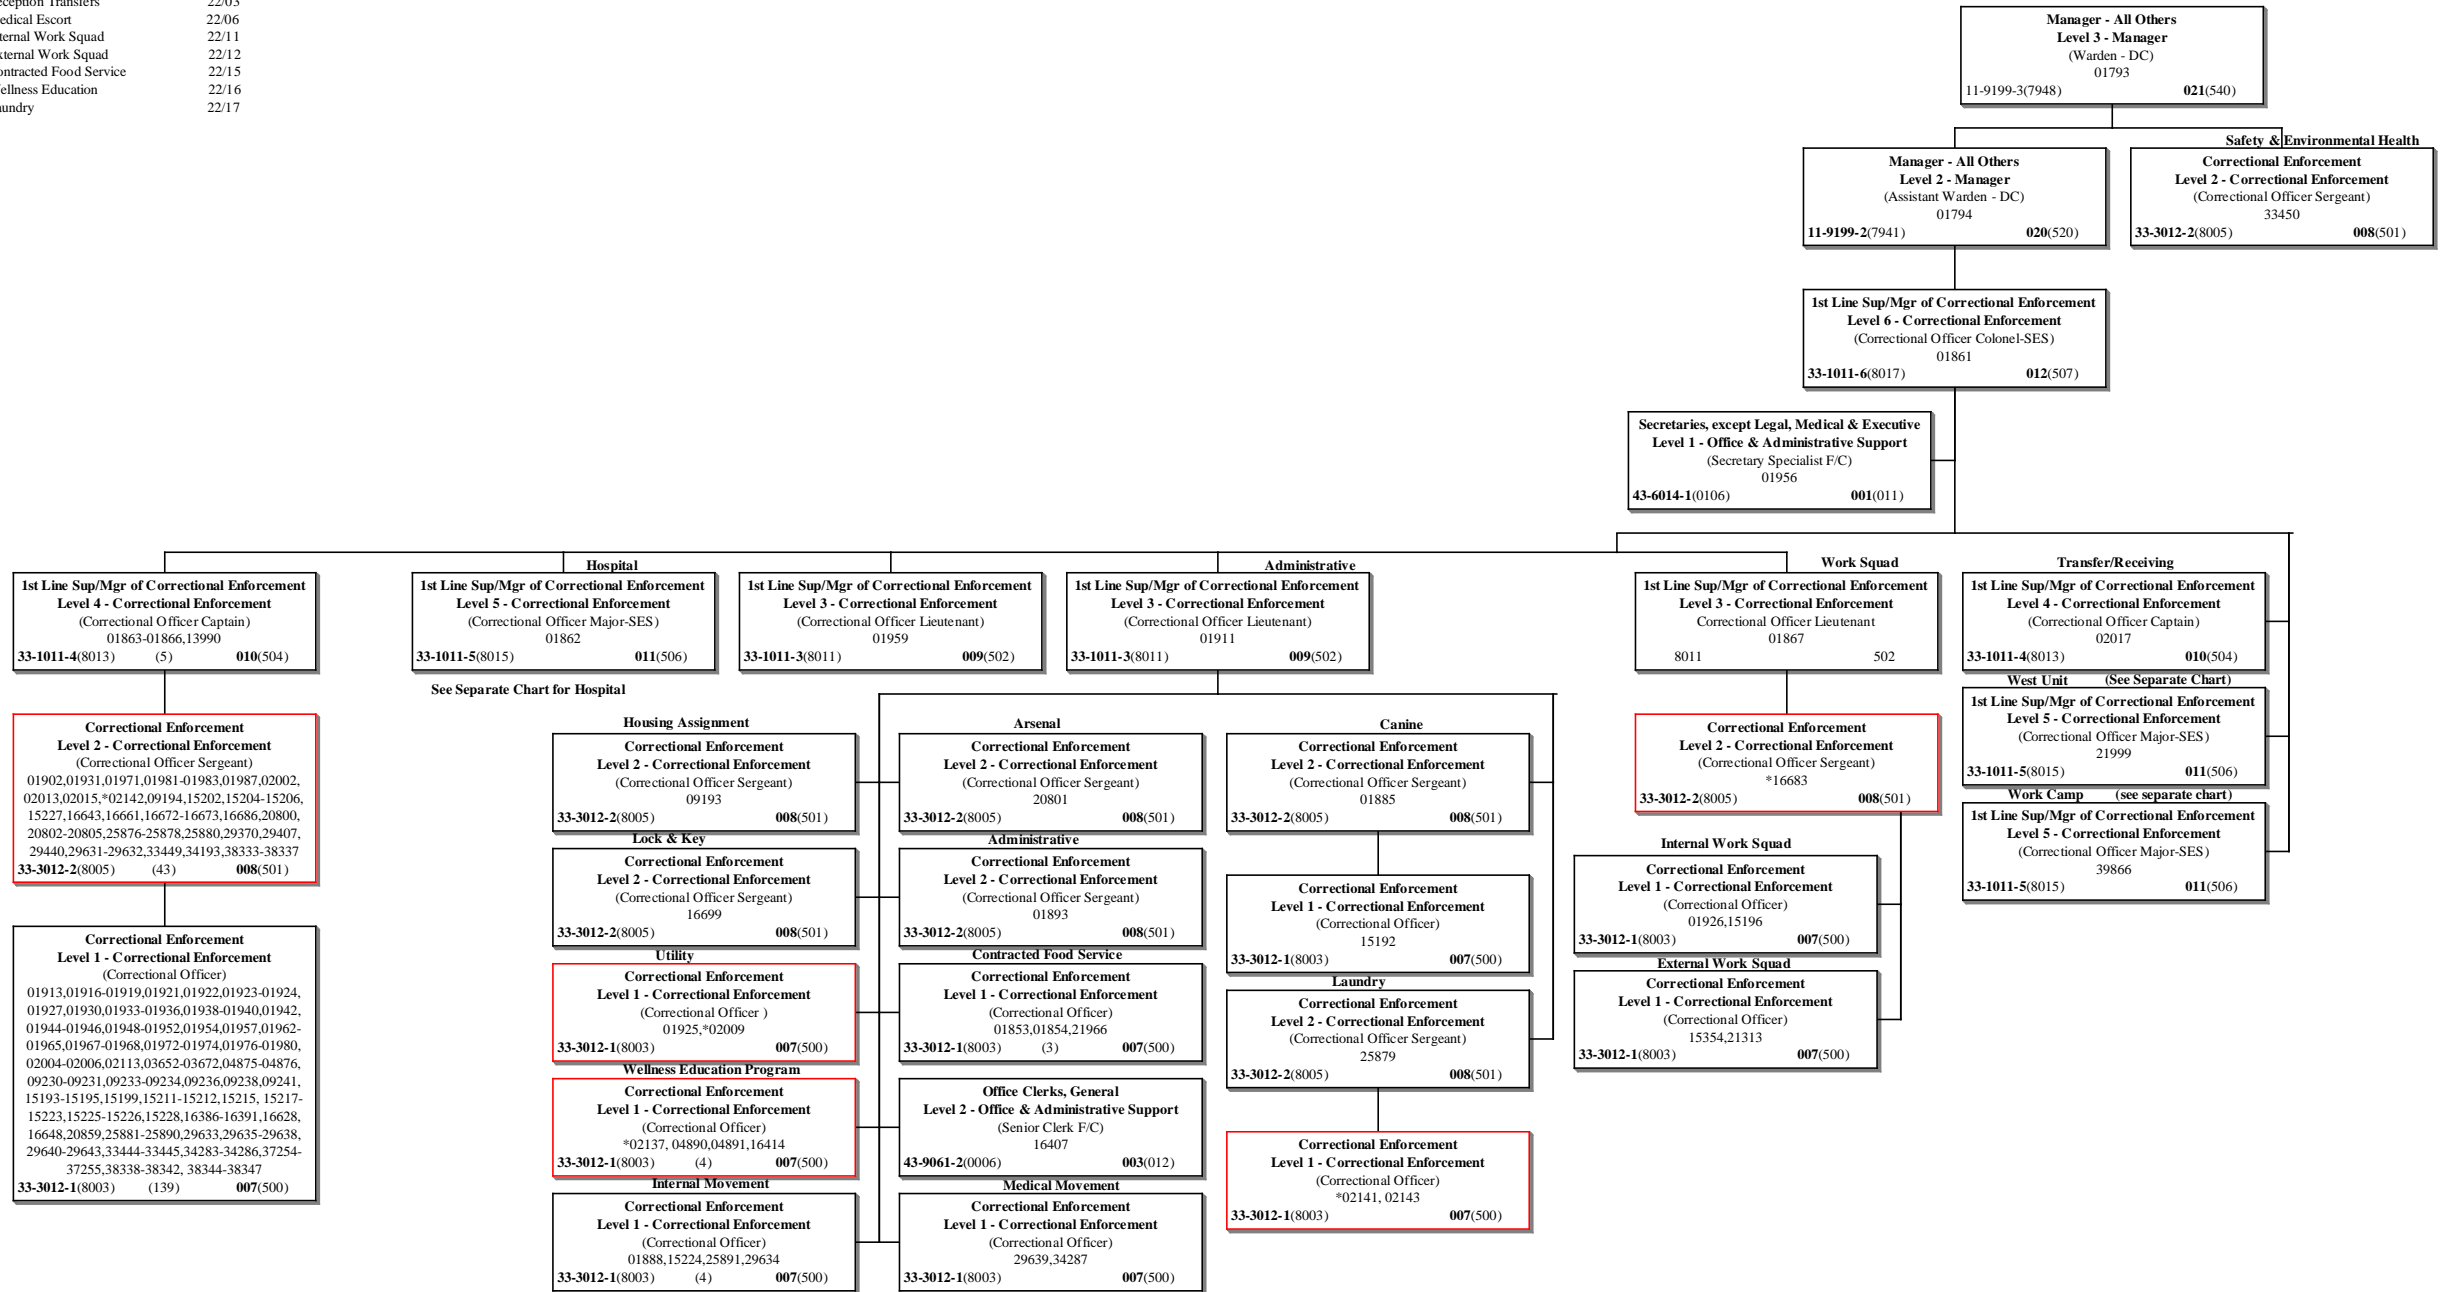 Medical Escort 22/06
External Work Squad 22/12
22/03
22/11
Contracted Food Service 22/15
Wellness Education 22/16
Laundry 22/17
Manager - All Others
Level 3 - Manager
(Warden - DC)
01793
11-9199-3(7948) 021(540)
Manager - All Others
Level 2 - Manager
(Assistant Warden - DC)
01794
11-9199-2(7941) 020(520)
Safety & Environmental Health
Correctional Enforcement
Level 2 - Correctional Enforcement
(Correctional Officer Sergeant)
33450
33-3012-2(8005) 008(501)
1st Line Sup/Mgr of Correctional Enforcement
Level 6 - Correctional Enforcement
(Correctional Officer Colonel-SES)
01861
33-1011-6(8017) 012(507)
Secretaries, except Legal, Medical & Executive
Level 1 - Office & Administrative Support
(Secretary Specialist F/C)
01956
43-6014-1(0106) 001(011)
1st Line Sup/Mgr of Correctional Enforcement
Level 4 - Correctional Enforcement
(Correctional Officer Captain)
01863-01866,13990
33-1011-4(8013) (5) 010(504)
Correctional Enforcement
Level 2 - Correctional Enforcement
(Correctional Officer Sergeant)
01902,01931,01971,01981-01983,01987,02002,
02013,02015,*02142,09194,15202,15204-15206,
15227,16643,16661,16672-16673,16686,20800,
20802-20805,25876-25878,25880,29370,29407,
29440,29631-29632,33449,34193,38333-38337
33-3012-2(8005) (43) 008(501)
Correctional Enforcement
Level 1 - Correctional Enforcement
(Correctional Officer)
01913,01916-01919,01921,01922,01923-01924,
01927,01930,01933-01936,01938-01940,01942,
01944-01946,01948-01952,01954,01957,01962-
01965,01967-01968,01972-01974,01976-01980,
02004-02006,02113,03652-03672,04875-04876,
09230-09231,09233-09234,09236,09238,09241,
15193-15195,15199,15211-15212,15215, 15217-
15223,15225-15226,15228,16386-16391,16628,
16648,20859,25881-25890,29633,29635-29638,
29640-29643,33444-33445,34283-34286,37254-
37255,38338-38342, 38344-38347
33-3012-1(8003) (139) 007(500)
Hospital
1st Line Sup/Mgr of Correctional Enforcement
Level 5 - Correctional Enforcement
(Correctional Officer Major-SES)
01862
33-1011-5(8015) 011(506)
See Separate Chart for Hospital
1st Line Sup/Mgr of Correctional Enforcement
Level 3 - Correctional Enforcement
(Correctional Officer Lieutenant)
01959
33-1011-3(8011) 009(502)
Administrative
1st Line Sup/Mgr of Correctional Enforcement
Level 3 - Correctional Enforcement
(Correctional Officer Lieutenant)
01911
33-1011-3(8011) 009(502)
Housing Assignment
Correctional Enforcement
Level 2 - Correctional Enforcement
(Correctional Officer Sergeant)
09193
33-3012-2(8005) 008(501)
Lock & Key
Correctional Enforcement
Level 2 - Correctional Enforcement
(Correctional Officer Sergeant)
16699
33-3012-2(8005) 008(501)
Utility
Correctional Enforcement
Level 1 - Correctional Enforcement
(Correctional Officer )
01925,*02009
33-3012-1(8003) 007(500)
Wellness Education Program
Correctional Enforcement
Level 1 - Correctional Enforcement
(Correctional Officer)
*02137, 04890,04891,16414
33-3012-1(8003) (4) 007(500)
Internal Movement
Correctional Enforcement
Level 1 - Correctional Enforcement
(Correctional Officer)
01888,15224,25891,29634
33-3012-1(8003) (4) 007(500)
Arsenal
Correctional Enforcement
Level 2 - Correctional Enforcement
(Correctional Officer Sergeant)
20801
33-3012-2(8005) 008(501)
Administrative
Correctional Enforcement
Level 2 - Correctional Enforcement
(Correctional Officer Sergeant)
01893
33-3012-2(8005) 008(501)
Contracted Food Service
Correctional Enforcement
Level 1 - Correctional Enforcement
(Correctional Officer)
01853,01854,21966
33-3012-1(8003) (3) 007(500)
Office Clerks, General
Level 2 - Office & Administrative Support
(Senior Clerk F/C)
16407
43-9061-2(0006) 003(012)
Medical Movement
Correctional Enforcement
Level 1 - Correctional Enforcement
(Correctional Officer)
29639,34287
33-3012-1(8003) 007(500)
Canine
Correctional Enforcement
Level 2 - Correctional Enforcement
(Correctional Officer Sergeant)
01885
33-3012-2(8005) 008(501)
Correctional Enforcement
Level 1 - Correctional Enforcement
(Correctional Officer)
15192
33-3012-1(8003) 007(500)
Laundry
Correctional Enforcement
Level 2 - Correctional Enforcement
(Correctional Officer Sergeant)
25879
33-3012-2(8005) 008(501)
Correctional Enforcement
Level 1 - Correctional Enforcement
(Correctional Officer)
*02141, 02143
33-3012-1(8003) 007(500)
Work Squad
1st Line Sup/Mgr of Correctional Enforcement
Level 3 - Correctional Enforcement
Correctional Officer Lieutenant
01867
8011 502
Correctional Enforcement
Level 2 - Correctional Enforcement
(Correctional Officer Sergeant)
*16683
33-3012-2(8005) 008(501)
Internal Work Squad
Correctional Enforcement
Level 1 - Correctional Enforcement
(Correctional Officer)
01926,15196
33-3012-1(8003) 007(500)
External Work Squad
Correctional Enforcement
Level 1 - Correctional Enforcement
(Correctional Officer)
15354,21313
33-3012-1(8003) 007(500)
Transfer/Receiving
1st Line Sup/Mgr of Correctional Enforcement
Level 4 - Correctional Enforcement
(Correctional Officer Captain)
02017
33-1011-4(8013) 010(504)
West Unit (See Separate Chart)
1st Line Sup/Mgr of Correctional Enforcement
Level 5 - Correctional Enforcement
(Correctional Officer Major-SES)
21999
33-1011-5(8015) 011(506)
Work Camp (see separate chart)
1st Line Sup/Mgr of Correctional Enforcement
Level 5 - Correctional Enforcement
(Correctional Officer Major-SES)
39866
33-1011-5(8015) 011(506)